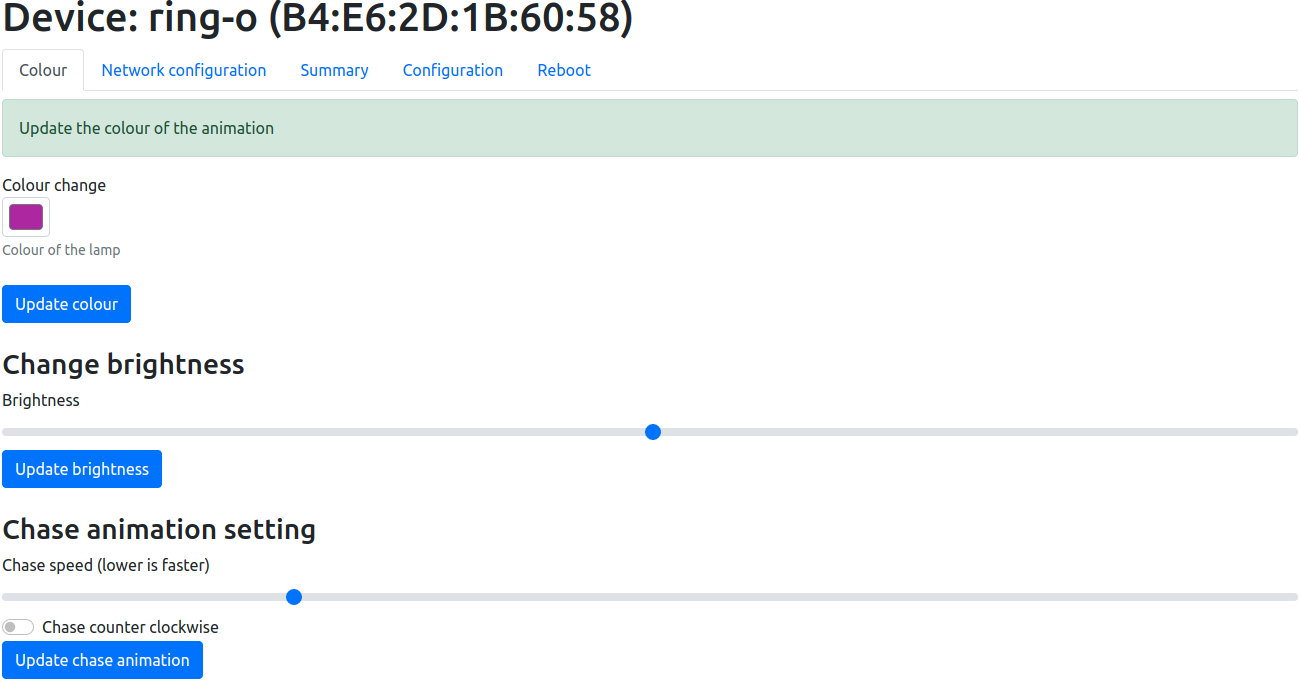 Device: ring-o (B4:E6:2D:1B:60:58)
Colour Network configuration Summary Configuration Reboot
Update the colour of the animation
Colour change
Colour of the lamp
Update colour
Change brightness
Brightness
Update brightness
Chase animation setting
Chase speed (lower is faster)
Chase counter clockwise
Update chase animation